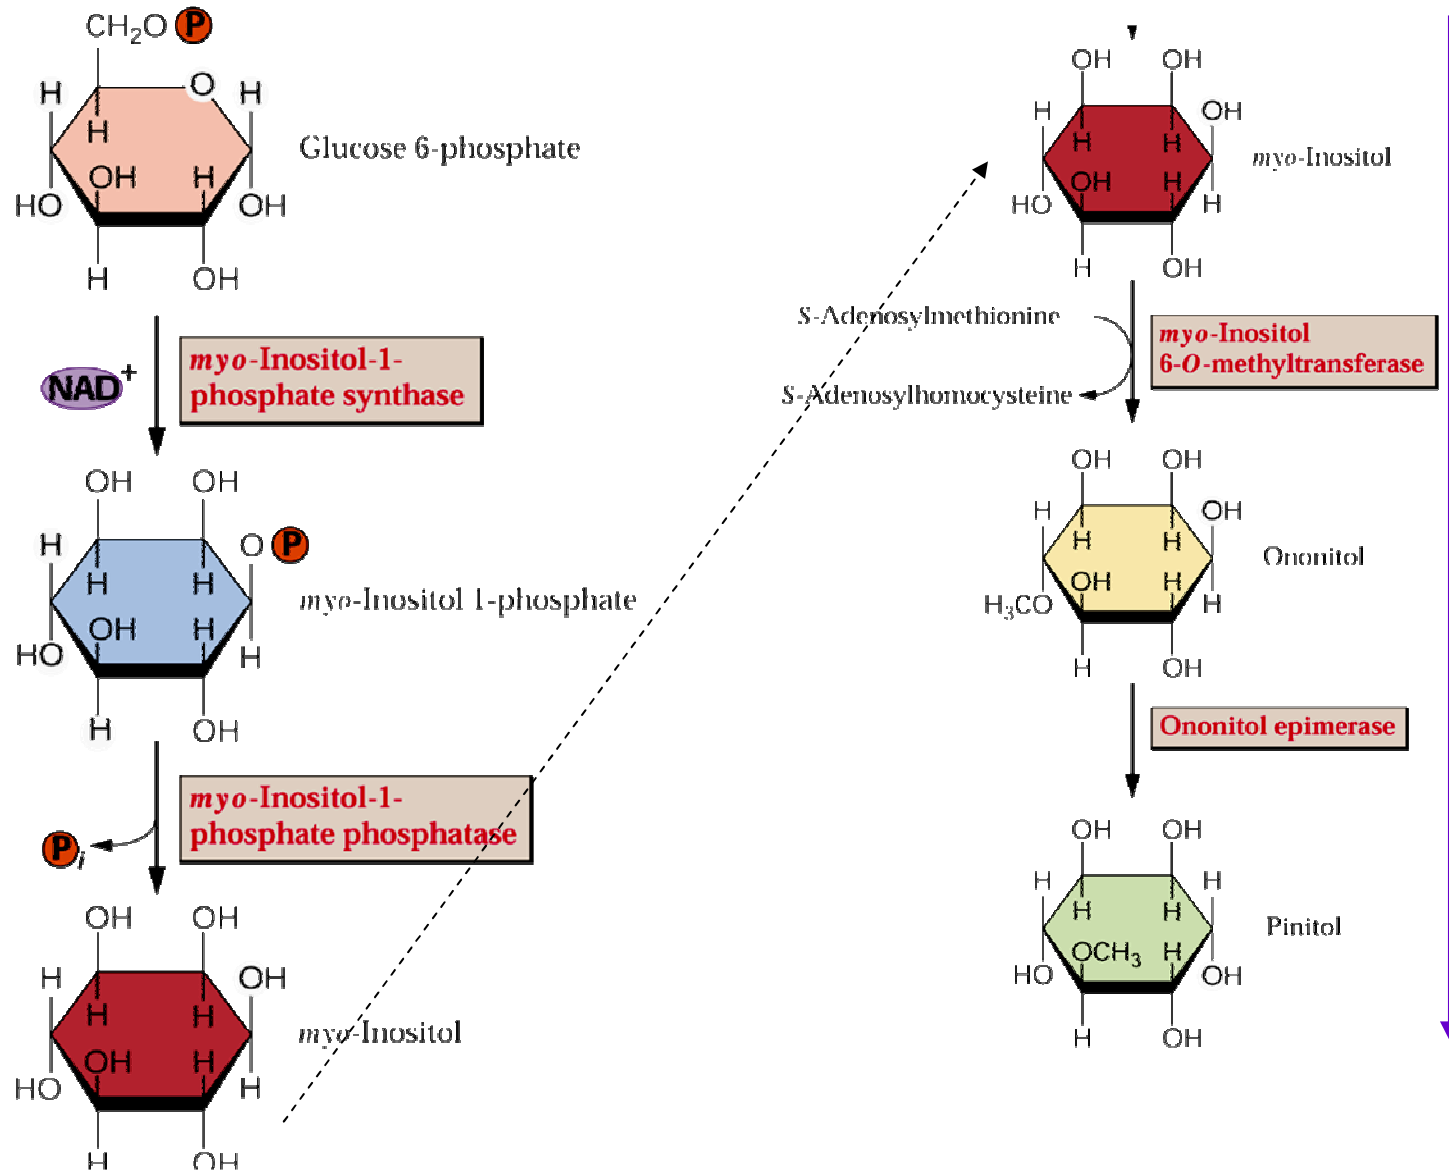 CH₂O P
O
H H
H
Glucose 6-phosphate
OH H
HO OH
H OH
myo-Inositol-1-
phosphate synthase
NAD+
OH OH
H O P
H H
myo-Inositol 1-phosphate
OH H
HO H
H OH
myo-Inositol-1-
phosphate phosphatase
Pi
OH OH
H OH
H H
myo-Inositol
OH H
HO H
H OH
OH OH
H OH
H H
myo-Inositol
OH H
HO H
H OH
S-Adenosylmethionine
myo-Inositol
6-O-methyltransferase
S-Adenosylhomocysteine
OH OH
H OH
H H
Ononitol
OH H
H₃CO H
H OH
Ononitol epimerase
OH OH
H H
H H
Pinitol
OCH₃ H
HO OH
H OH